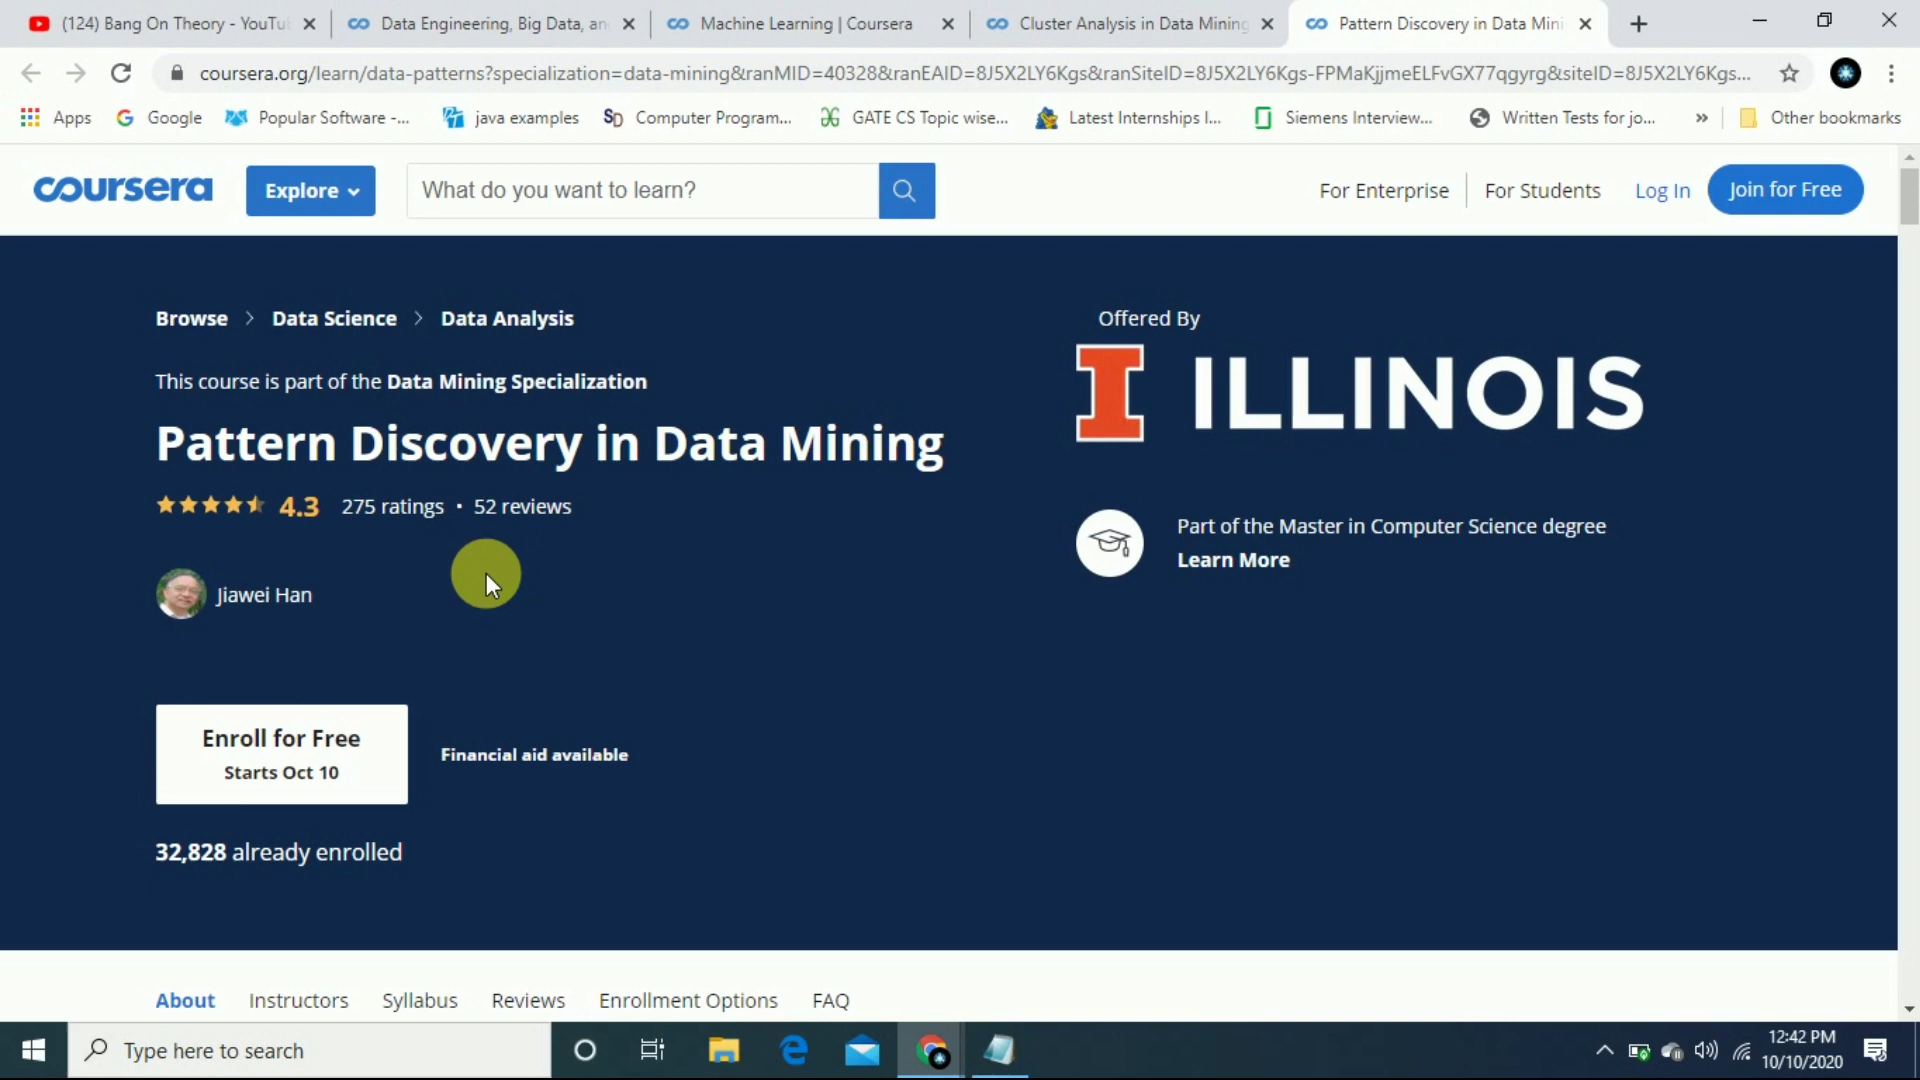 (124) Bang On Theory - YouTu
Data Engineering, Big Data, an
Machine Learning | Coursera
Cluster Analysis in Data Mining
Pattern Discovery in Data Mini
coursera.org/learn/data-patterns?specialization=data-mining&ranMID=40328&ranEAID=8J5X2LY6Kgs&ranSiteID=8J5X2LY6Kgs-FPMaKjjmeELFvGX77qgyrg&siteID=8J5X2LY6Kgs...
Apps
Google
Popular Software -...
java examples
Computer Program...
GATE CS Topic wise...
Latest Internships I...
Siemens Interview...
Written Tests for jo...
»
Other bookmarks
coursera
Explore
What do you want to learn?
For Enterprise
For Students
Log In
Join for Free
Browse > Data Science > Data Analysis
Offered By
I ILLINOIS
This course is part of the Data Mining Specialization
Pattern Discovery in Data Mining
4.3 275 ratings • 52 reviews
Part of the Master in Computer Science degree
Learn More
Jiawei Han
Enroll for Free
Starts Oct 10
Financial aid available
32,828 already enrolled
About
Instructors
Syllabus
Reviews
Enrollment Options
FAQ
Type here to search
12:42 PM
10/10/2020